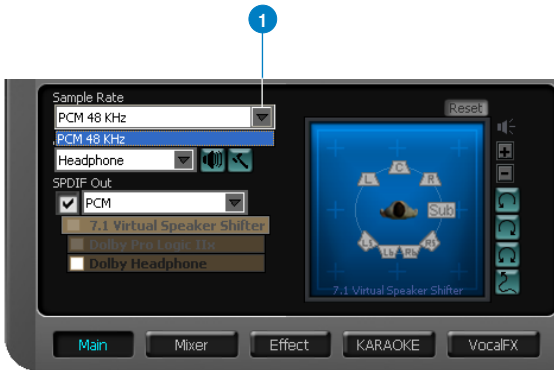 1
Sample Rate
PCM 48 KHz
PCM 48 KHz
Headphone
SPDIF Out
PCM
7.1 Virtual Speaker Shifter
Dolby Pro Logic IIx
Dolby Headphone
Reset
C
L R
Sub
Ls Lb Rb Rs
7.1 Virtual Speaker Shifter
Main Mixer Effect KARAOKE VocalFX